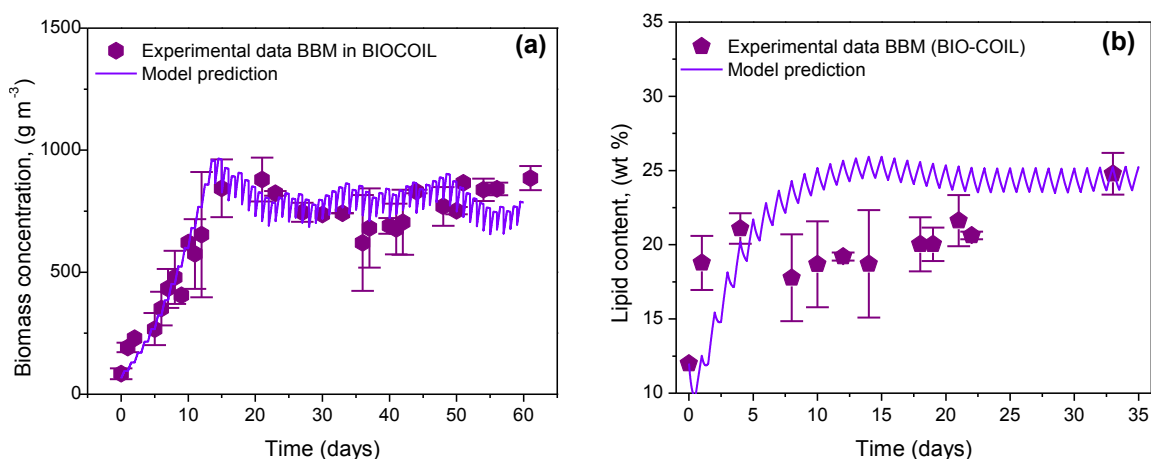 (a)
Experimental data BBM in BIOCOIL
Model prediction
1500
1000
500
0
Biomass concentration, (g m⁻³)
0 10 20 30 40 50 60
Time (days)
(b)
Experimental data BBM (BIO-COIL)
Model prediction
35
30
25
20
15
10
Lipid content, (wt %)
0 5 10 15 20 25 30 35
Time (days)